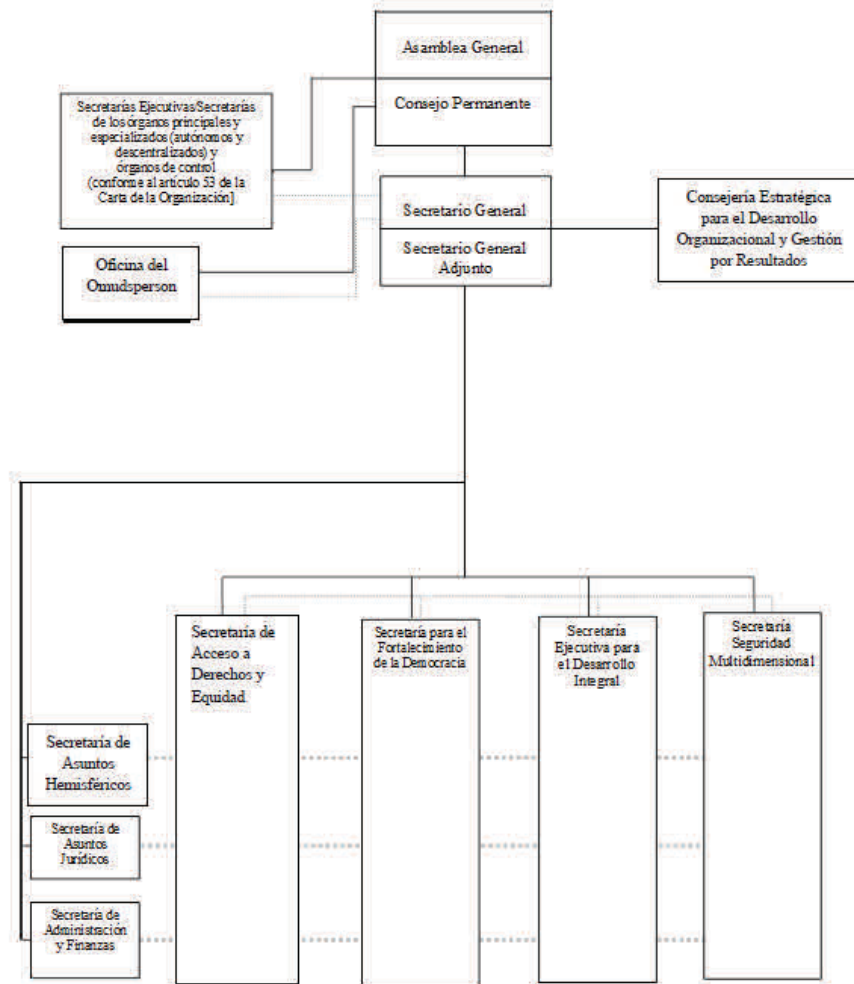 Asamblea General
Consejo Permanente
Secretarías Ejecutivas/Secretarías
de los órganos principales y
especializados (autónomos y
descentralizados) y
órganos de control
(conforme al artículo 53 de la
Carta de la Organización].
Secretario General
Secretario General
Adjunto
Consejería Estratégica
para el Desarrollo
Organizacional y Gestión
por Resultados
Oficina del
Omudsperson
Secretaría de
Acceso a
Derechos y
Equidad.
Secretaría para el
Fortalecimiento
de la Democracia
Secretaría
Ejecutiva para
el Desarrollo
Integral
Secretaría
Seguridad
Multidimensional
Secretaría de
Asuntos
Hemisféricos
Secretaría de
Asuntos
Jurídicos
Secretaría de
Administración
y Finanzas